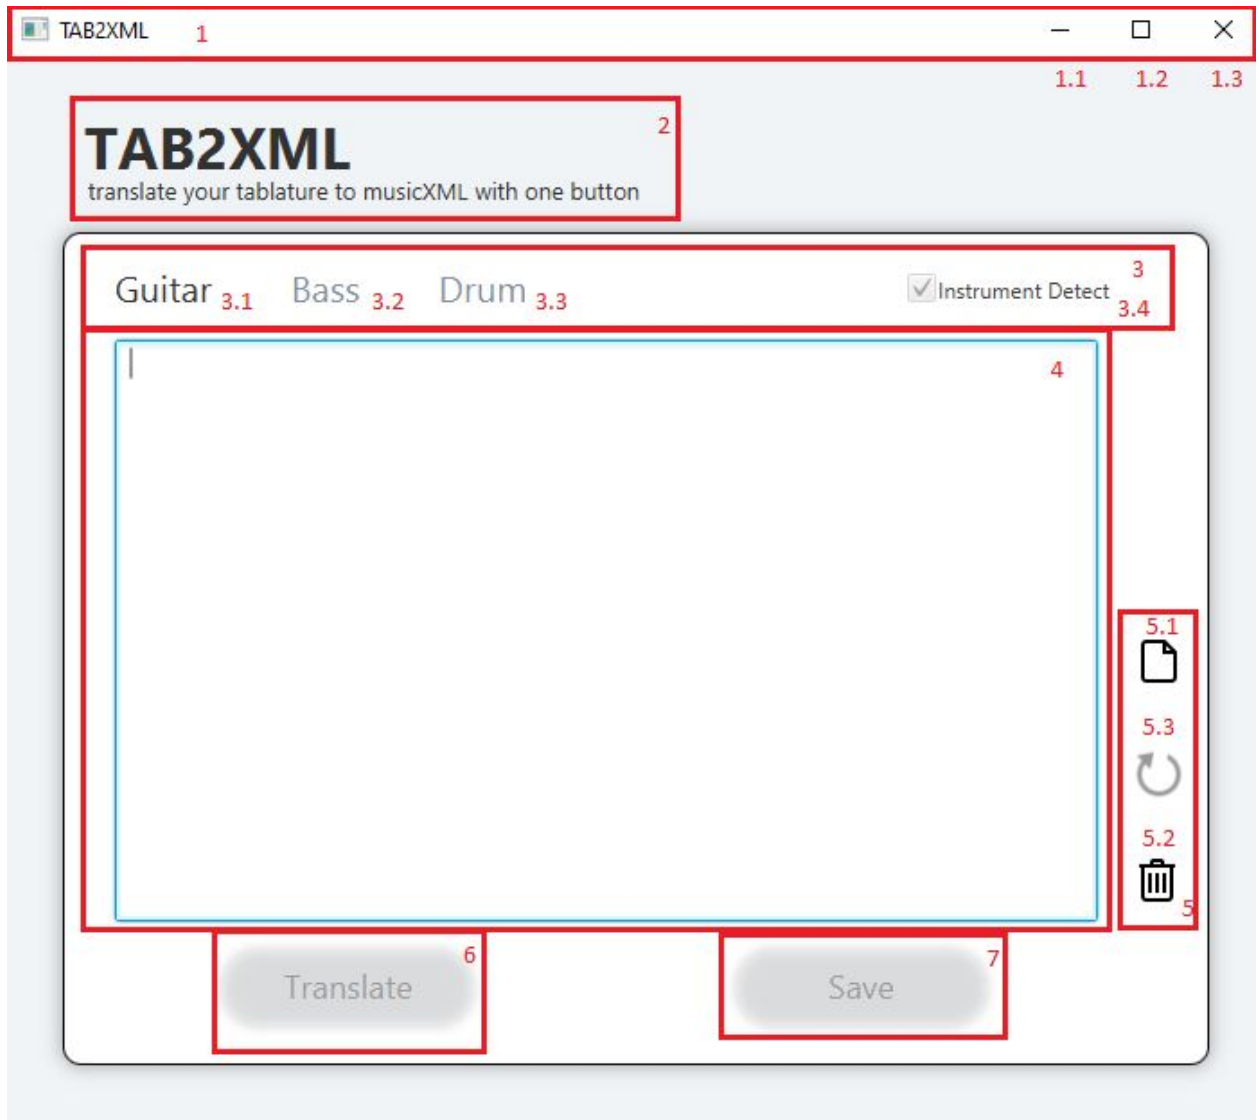 TAB2XML 1
1.1 1.2 1.3
2
TAB2XML
translate your tablature to musicXML with one button
3
Guitar 3.1 Bass 3.2 Drum 3.3 Instrument Detect 3.4
4
5.1
5.3
5.2
5
6 7
Translate Save